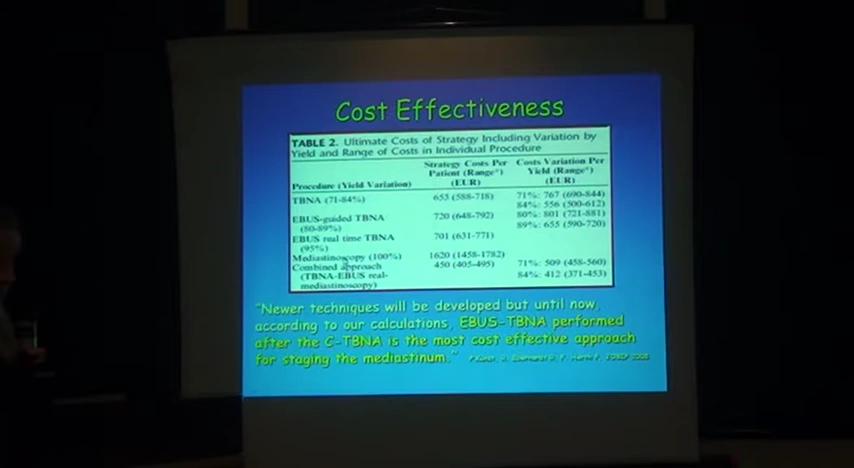 Cost Effectiveness
TABLE 2. Ultimate Costs of Strategy Including Variation by
Yield and Range of Costs in Individual Procedure
Procedure (Yield Variation)
Strategy Costs Per
Patient (Range*)
(EUR)
Costs Variation Per
Yield (Range*)
(EUR)
TBNA (71-84%) 653 (588-718) 71%: 767 (690-844)
84%: 556 (500-612)
EBUS-guided TBNA 720 (648-792) 80%: 801 (721-881)
(80-89%) 89%: 655 (590-720)
EBUS real time TBNA 701 (631-771)
(95%)
Mediastinoscopy (100%) 1620 (1458-1782)
Combined approach 450 (405-495) 71%: 509 (458-560)
(TBNA-EBUS real- 84%: 412 (371-453)
mediastinoscopy)
"Newer techniques will be developed but until now,
according to our calculations, EBUS-TBNA performed
after the C-TBNA is the most cost effective approach
for staging the mediastinum."